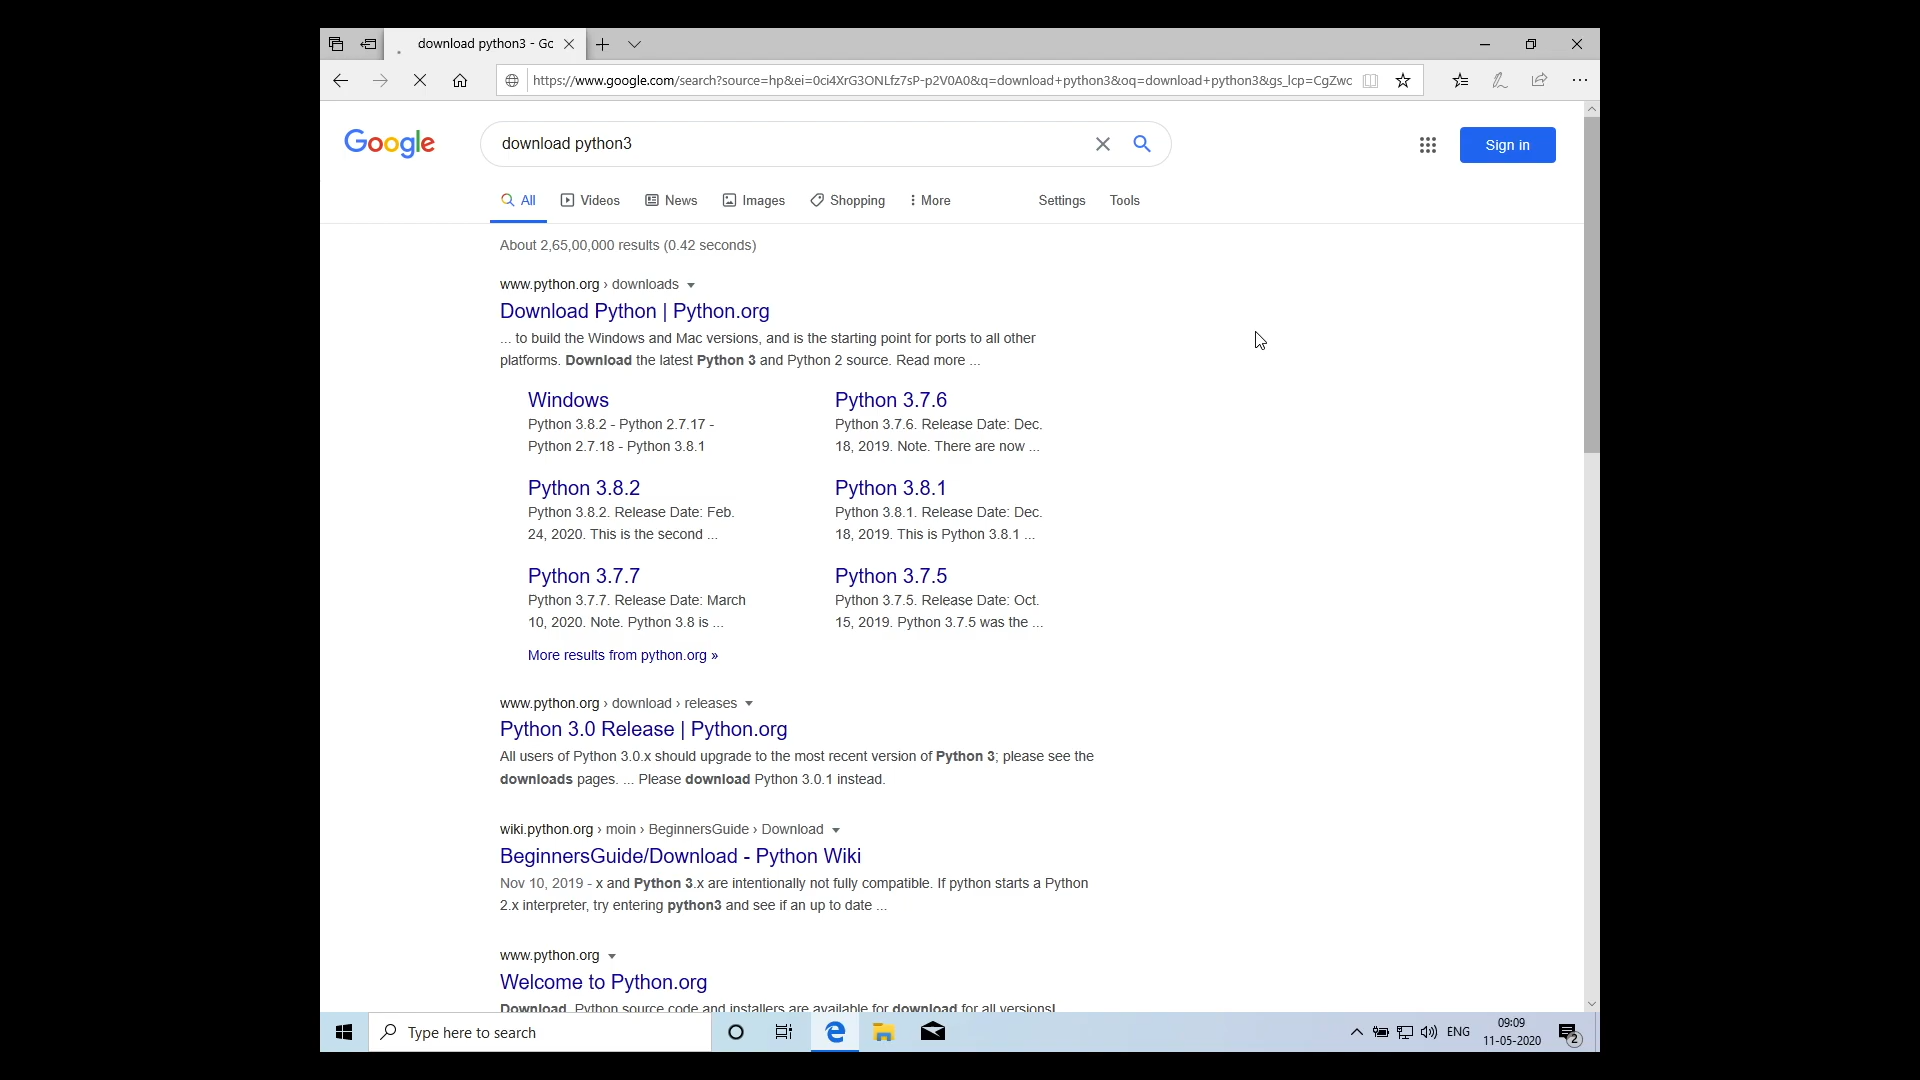 download python3 - Gc
https://www.google.com/search?source=hp&ei=0ci4XrG3ONLfz7sP-p2V0A0&q=download+python3&oq=download+python3&gs_lcp=CgZwc
Google
download python3
Sign in
All Videos News Images Shopping More Settings Tools
About 2,65,00,000 results (0.42 seconds)
www.python.org › downloads
Download Python | Python.org
... to build the Windows and Mac versions, and is the starting point for ports to all other
platforms. Download the latest Python 3 and Python 2 source. Read more ...
Windows
Python 3.8.2 - Python 2.7.17 -
Python 2.7.18 - Python 3.8.1
Python 3.7.6
Python 3.7.6. Release Date: Dec.
18, 2019. Note. There are now ...
Python 3.8.2
Python 3.8.2. Release Date: Feb.
24, 2020. This is the second ...
Python 3.8.1
Python 3.8.1. Release Date: Dec.
18, 2019. This is Python 3.8.1 ...
Python 3.7.7
Python 3.7.7. Release Date: March
10, 2020. Note. Python 3.8 is ...
Python 3.7.5
Python 3.7.5. Release Date: Oct.
15, 2019. Python 3.7.5 was the ...
More results from python.org »
www.python.org › download › releases
Python 3.0 Release | Python.org
All users of Python 3.0.x should upgrade to the most recent version of Python 3; please see the
downloads pages. ... Please download Python 3.0.1 instead.
wiki.python.org › moin › BeginnersGuide › Download
BeginnersGuide/Download - Python Wiki
Nov 10, 2019 - x and Python 3.x are intentionally not fully compatible. If python starts a Python
2.x interpreter, try entering python3 and see if an up to date ...
www.python.org
Welcome to Python.org
Download. Python source code and installers are available for download for all versions!
Type here to search
ENG
09:09
11-05-2020
2